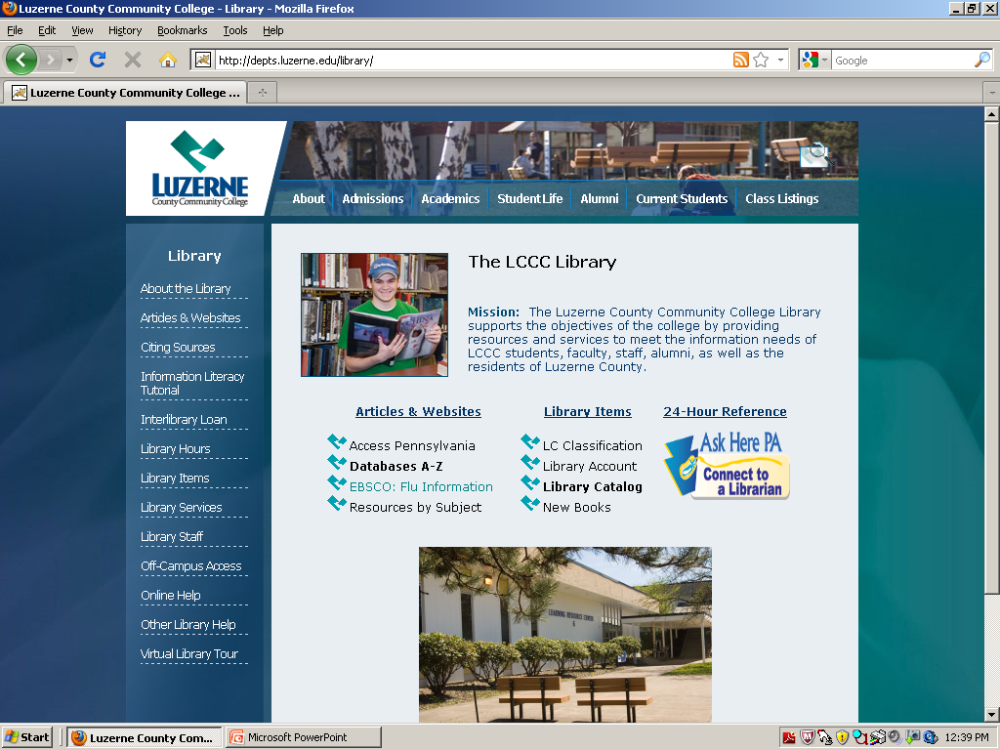 Luzerne County Community College - Library - Mozilla Firefox
File Edit View History Bookmarks Tools Help
http://depts.luzerne.edu/library/
Google
Luzerne County Community College ...
LUZERNE
County Community College
About Admissions Academics Student Life Alumni Current Students Class Listings
Library
About the Library
Articles & Websites
Citing Sources
Information Literacy
Tutorial
Interlibrary Loan
Library Hours
Library Items
Library Services
Library Staff
Off-Campus Access
Online Help
Other Library Help
Virtual Library Tour
The LCCC Library
Mission: The Luzerne County Community College Library
supports the objectives of the college by providing
resources and services to meet the information needs of
LCCC students, faculty, staff, alumni, as well as the
residents of Luzerne County.
Articles & Websites
Access Pennsylvania
Databases A-Z
EBSCO: Flu Information
Resources by Subject
Library Items
LC Classification
Library Account
Library Catalog
New Books
24-Hour Reference
Ask Here PA
Connect to
a Librarian
LEARNING RESOURCE CENTER
Start
Luzerne County Com...
Microsoft PowerPoint
12:39 PM